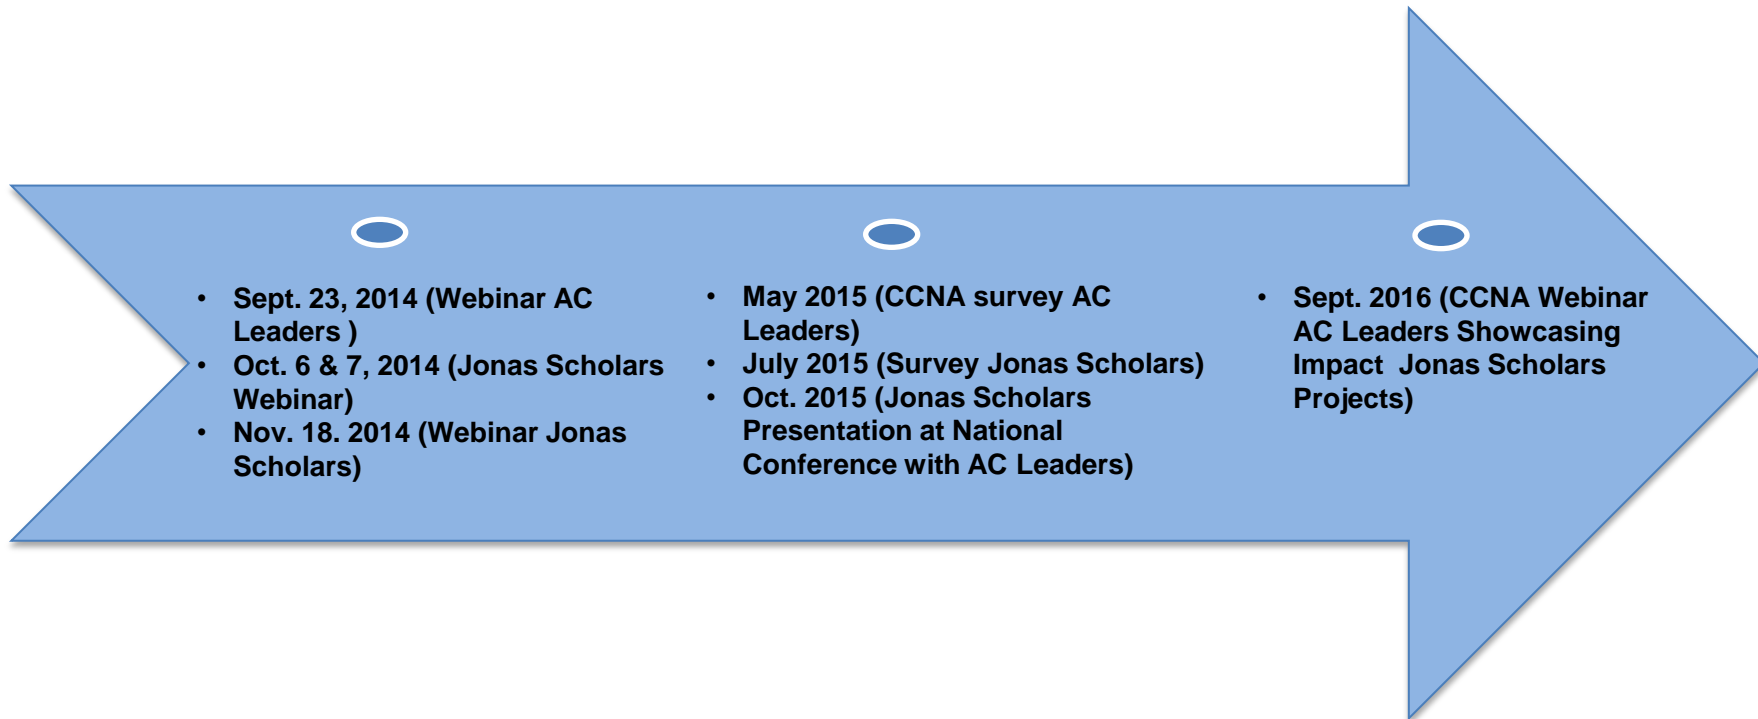 • Sept. 23, 2014 (Webinar AC
Leaders )
• Oct. 6 & 7, 2014 (Jonas Scholars
Webinar)
• Nov. 18. 2014 (Webinar Jonas
Scholars)
• May 2015 (CCNA survey AC
Leaders)
• July 2015 (Survey Jonas Scholars)
• Oct. 2015 (Jonas Scholars
Presentation at National
Conference with AC Leaders)
• Sept. 2016 (CCNA Webinar
AC Leaders Showcasing
Impact  Jonas Scholars
Projects)